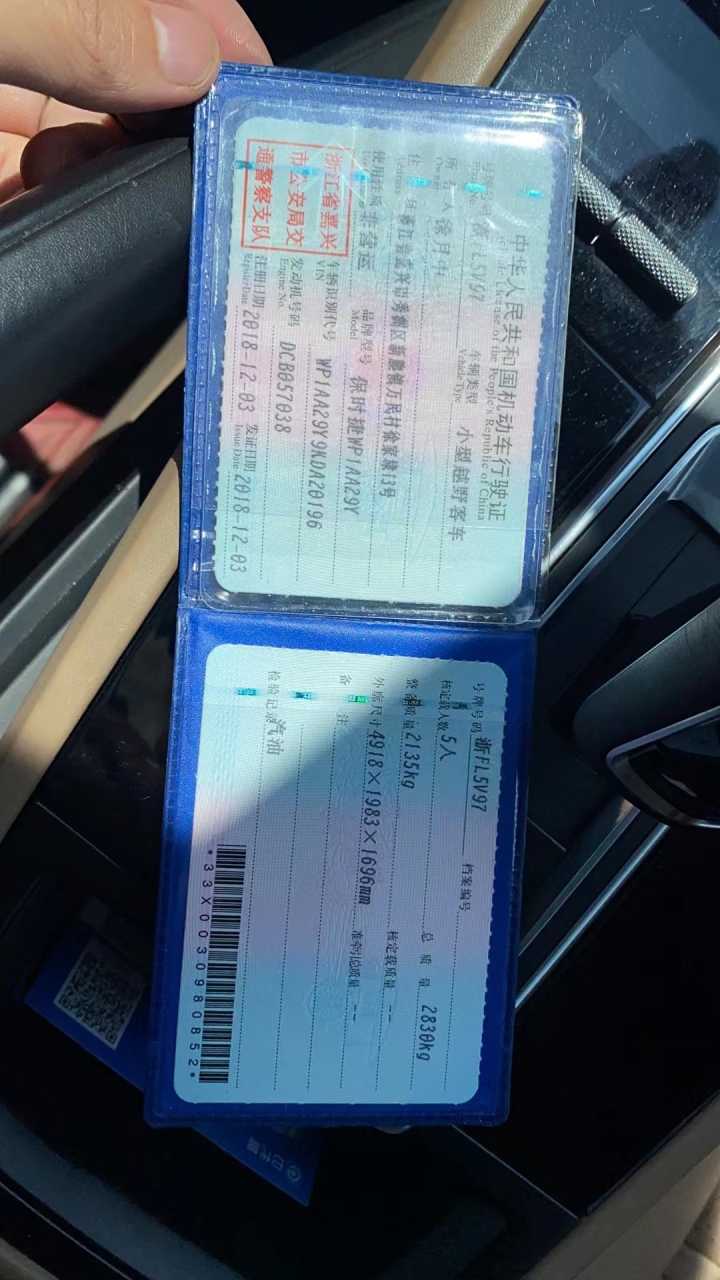 中华人民共和国机动车行驶证
Vehicle License of the People's Republic of China
号牌号码 浙FL5V97 车辆类型 小型越野客车
Vehicle Type
所有人 徐月
Owner
住址 浙江省嘉兴市秀洲区新塍镇万民村徐家埭13号
Address
使用性质 非营运 品牌型号 保时捷WP1AA29Y
Model
浙江省嘉兴
市公安局交
通警察支队
车辆识别代号 WP1AA29Y9KDA20196
VIN
发动机号码 DCB057038
Engine No.
注册日期 2018-12-03 发证日期 2018-12-03
Register Date Issue Date
号牌号码 浙FL5V97 档案编号
核定载人数 5人 总质量 2830kg
整备质量 2135kg 核定载质量 --
外廓尺寸 4918×1983×1696mm 准牵引总质量 --
备注
检验记录 汽油
*33X0030980852*